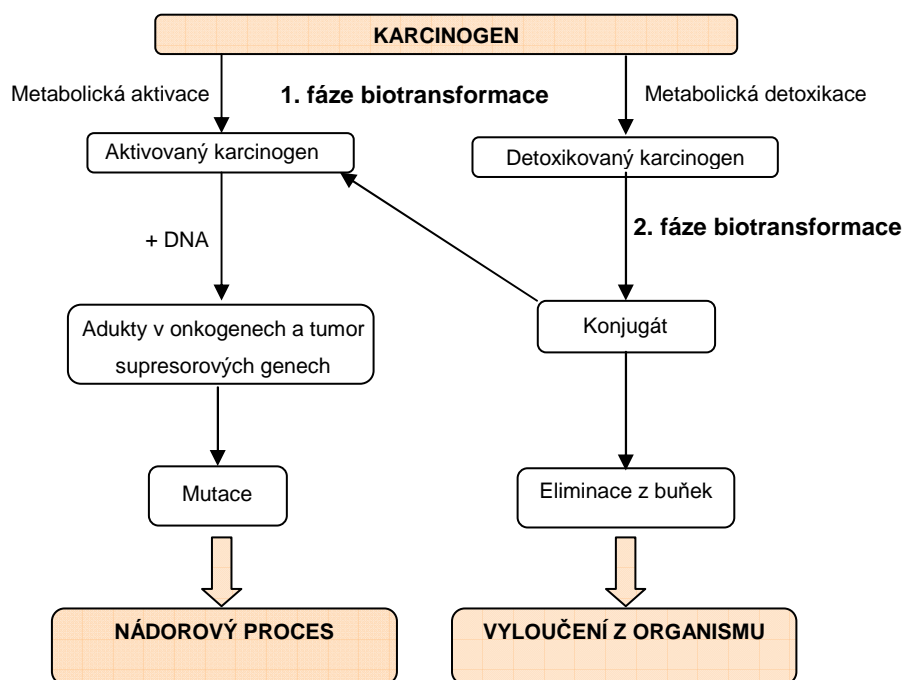 KARCINOGEN
Metabolická aktivace
1. fáze biotransformace
Metabolická detoxikace
Aktivovaný karcinogen
Detoxikovaný karcinogen
+ DNA
2. fáze biotransformace
Adukty v onkogenech a tumor
supresorových genech
Konjugát
Mutace
Eliminace z buněk
NÁDOROVÝ PROCES
VYLOUČENÍ Z ORGANISMU